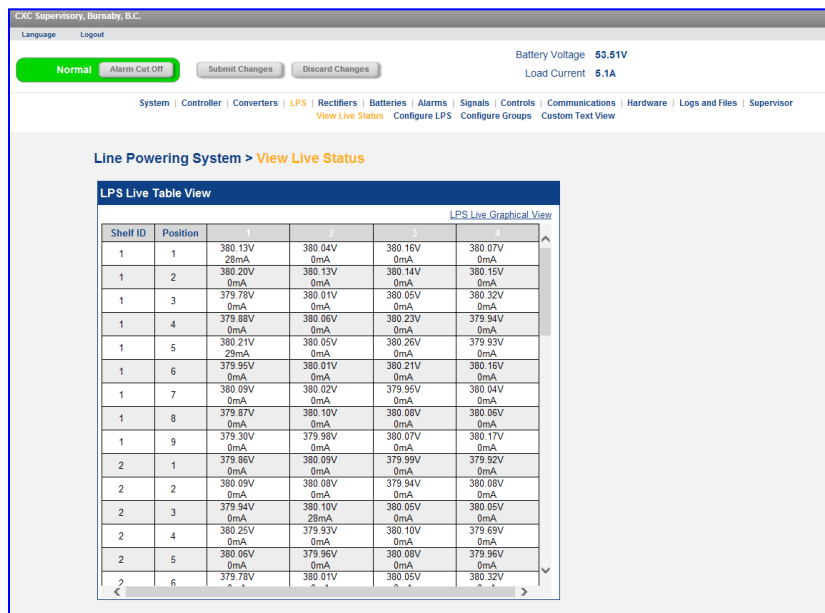 CXC Supervisory, Burnaby, B.C.
Language Logout
Normal Alarm Cut Off Submit Changes Discard Changes
Battery Voltage 53.51V
Load Current 5.1A
System | Controller | Converters | LPS | Rectifiers | Batteries | Alarms | Signals | Controls | Communications | Hardware | Logs and Files | Supervisor
View Live Status Configure LPS Configure Groups Custom Text View
Line Powering System > View Live Status
LPS Live Table View
LPS Live Graphical View
Shelf ID Position 1 2 3 4
1 1 380.13V 380.04V 380.16V 380.07V
28mA 0mA 0mA 0mA
1 2 380.20V 380.13V 380.14V 380.15V
0mA 0mA 0mA 0mA
1 3 379.78V 380.01V 380.05V 380.32V
0mA 0mA 0mA 0mA
1 4 379.88V 380.06V 380.23V 379.94V
0mA 0mA 0mA 0mA
1 5 380.21V 380.05V 380.26V 379.93V
29mA 0mA 0mA 0mA
1 6 379.95V 380.01V 380.21V 380.16V
0mA 0mA 0mA 0mA
1 7 380.09V 380.02V 379.95V 380.04V
0mA 0mA 0mA 0mA
1 8 379.87V 380.10V 380.08V 380.06V
0mA 0mA 0mA 0mA
1 9 379.30V 379.98V 380.07V 380.17V
0mA 0mA 0mA 0mA
2 1 379.86V 380.09V 379.99V 379.92V
0mA 0mA 0mA 0mA
2 2 380.09V 380.08V 379.94V 380.08V
0mA 0mA 0mA 0mA
2 3 379.94V 380.10V 380.05V 380.05V
0mA 28mA 0mA 0mA
2 4 380.25V 379.93V 380.10V 379.69V
0mA 0mA 0mA 0mA
2 5 380.06V 379.96V 380.08V 379.96V
0mA 0mA 0mA 0mA
2 6 379.78V 380.01V 380.05V 380.32V